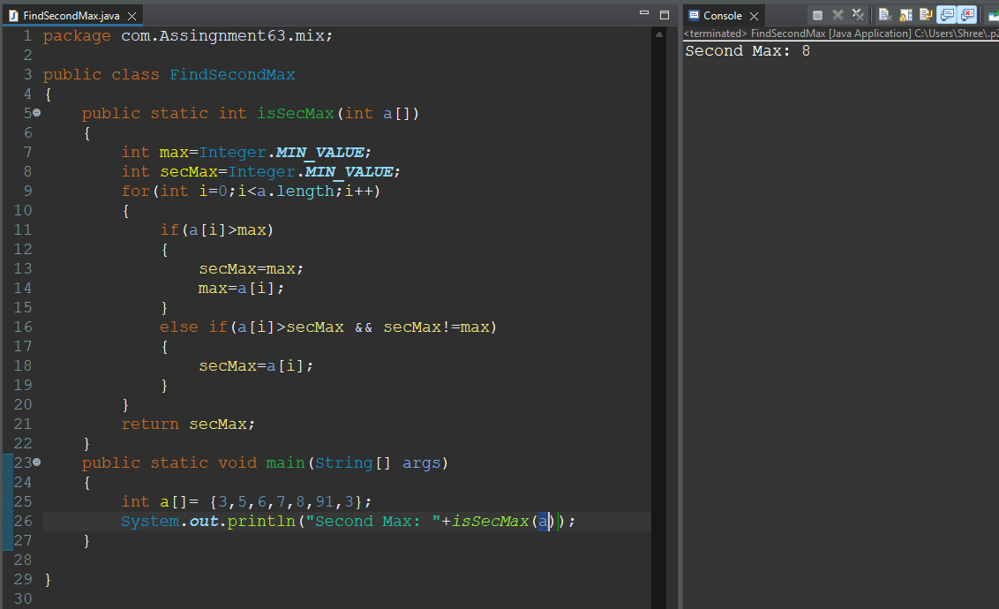 FindSecondMax.java
1 package com.Assingnment63.mix;
2
3 public class FindSecondMax
4 {
5 public static int isSecMax(int a[])
6 {
7 int max=Integer.MIN_VALUE;
8 int secMax=Integer.MIN_VALUE;
9 for(int i=0;i<a.length;i++)
10 {
11 if(a[i]>max)
12 {
13 secMax=max;
14 max=a[i];
15 }
16 else if(a[i]>secMax && secMax!=max)
17 {
18 secMax=a[i];
19 }
20 }
21 return secMax;
22 }
23 public static void main(String[] args)
24 {
25 int a[]= {3,5,6,7,8,91,3};
26 System.out.println("Second Max: "+isSecMax(a));
27 }
28
29 }
30
Console
<terminated> FindSecondMax [Java Application] C:\Users\Shree\.p2
Second Max: 8